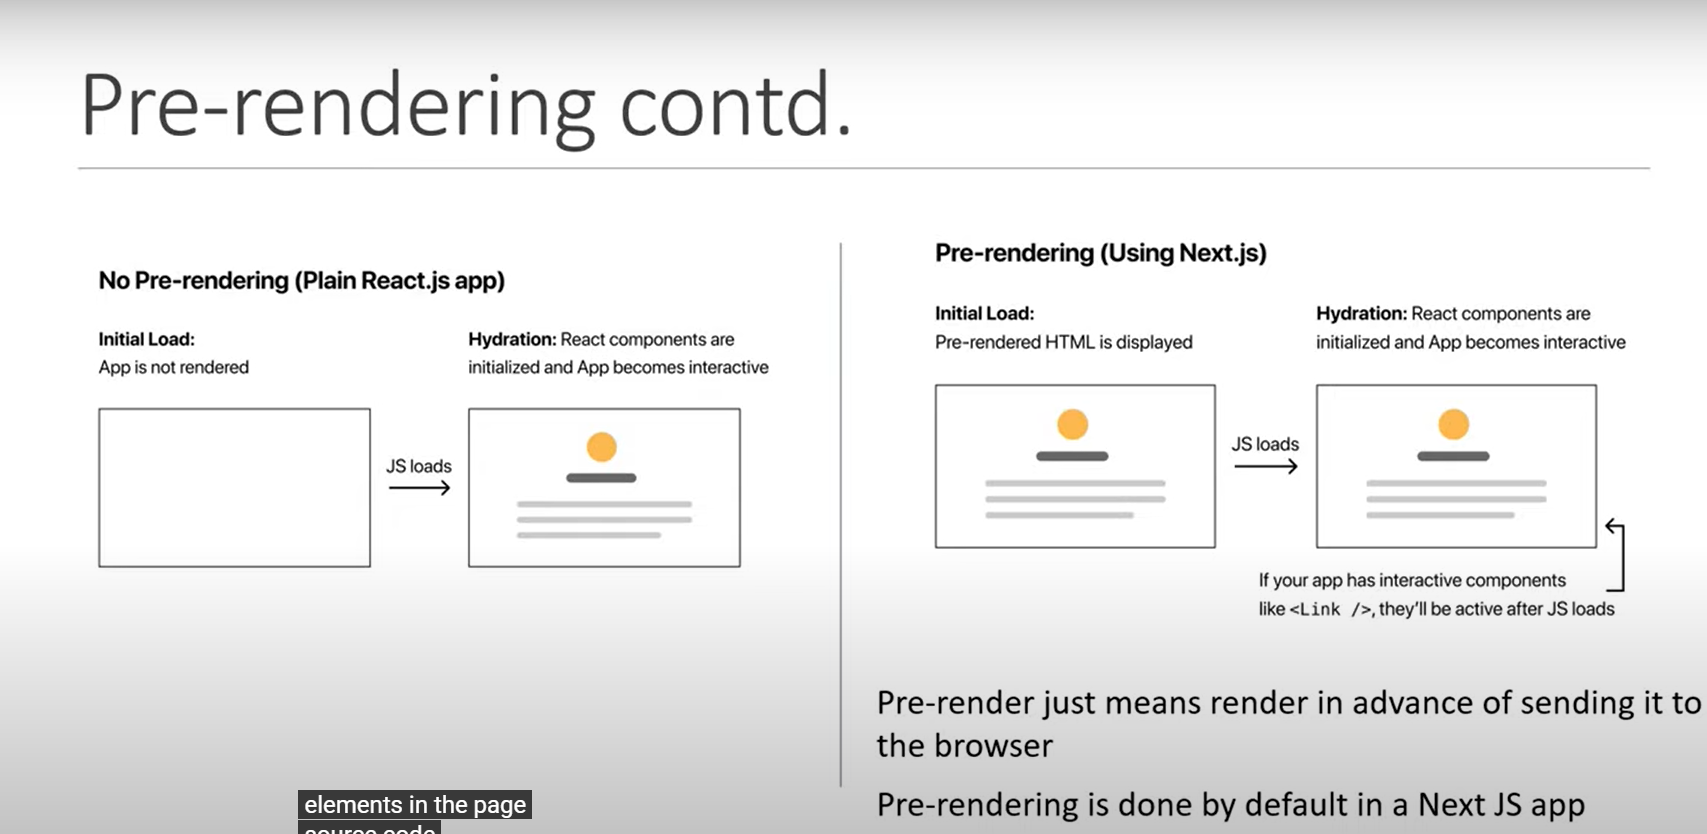 Pre-rendering contd.
No Pre-rendering (Plain React.js app)
Initial Load:
App is not rendered
Hydration: React components are
initialized and App becomes interactive
JS loads
Pre-rendering (Using Next.js)
Initial Load:
Pre-rendered HTML is displayed
Hydration: React components are
initialized and App becomes interactive
JS loads
If your app has interactive components
like <Link />, they'll be active after JS loads
Pre-render just means render in advance of sending it to
the browser
Pre-rendering is done by default in a Next JS app
elements in the page
source code